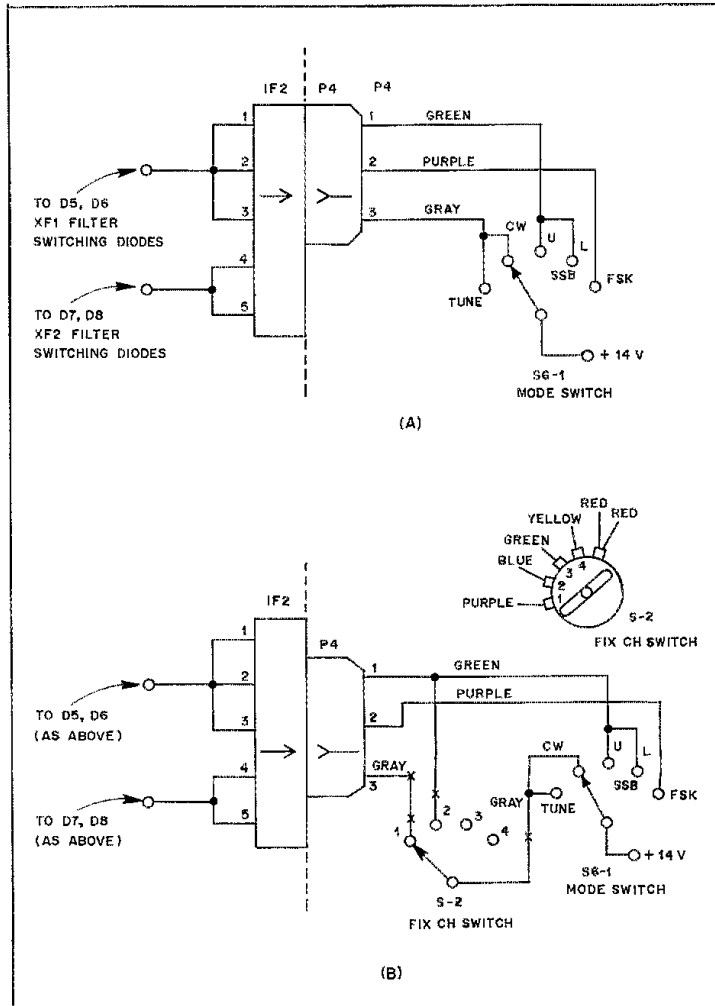 IF2 P4 P4
1 1 GREEN
2 2 PURPLE
3 3 GRAY
TO D5, D6
XF1 FILTER
SWITCHING DIODES
CW U L
SSB
FSK
TUNE
4
5
TO D7, D8
XF2 FILTER
SWITCHING DIODES
+ 14 V
S6-1
MODE SWITCH
(A)
RED
RED
YELLOW
GREEN
BLUE
PURPLE
1 2 3 4
S-2
FIX CH SWITCH
IF2 P4
1 1 GREEN
2 2 PURPLE
3 3 GRAY
TO D5, D6
(AS ABOVE)
CW U L
SSB
FSK
GRAY TUNE
4
5
TO D7, D8
(AS ABOVE)
1 2 3 4
+ 14 V
S-2
FIX CH SWITCH
S6-1
MODE SWITCH
(B)